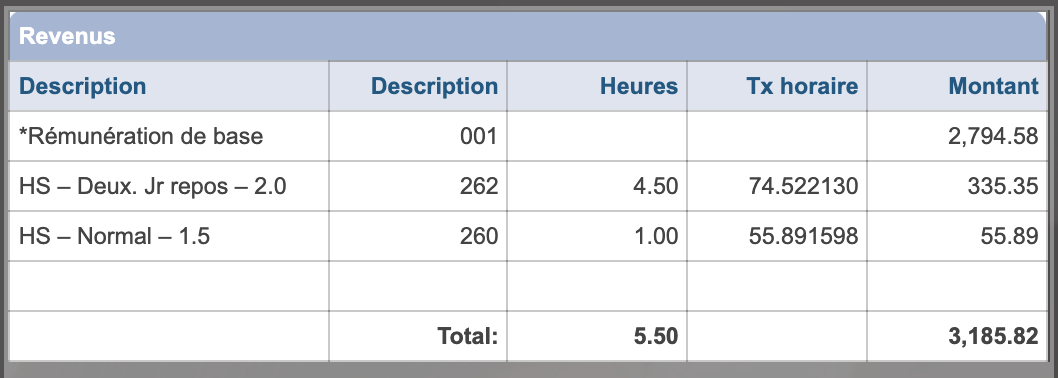 Revenus
Description Description Heures Tx horaire Montant
*Rémunération de base 001 2,794.58
HS – Deux. Jr repos – 2.0 262 4.50 74.522130 335.35
HS – Normal – 1.5 260 1.00 55.891598 55.89
Total: 5.50 3,185.82